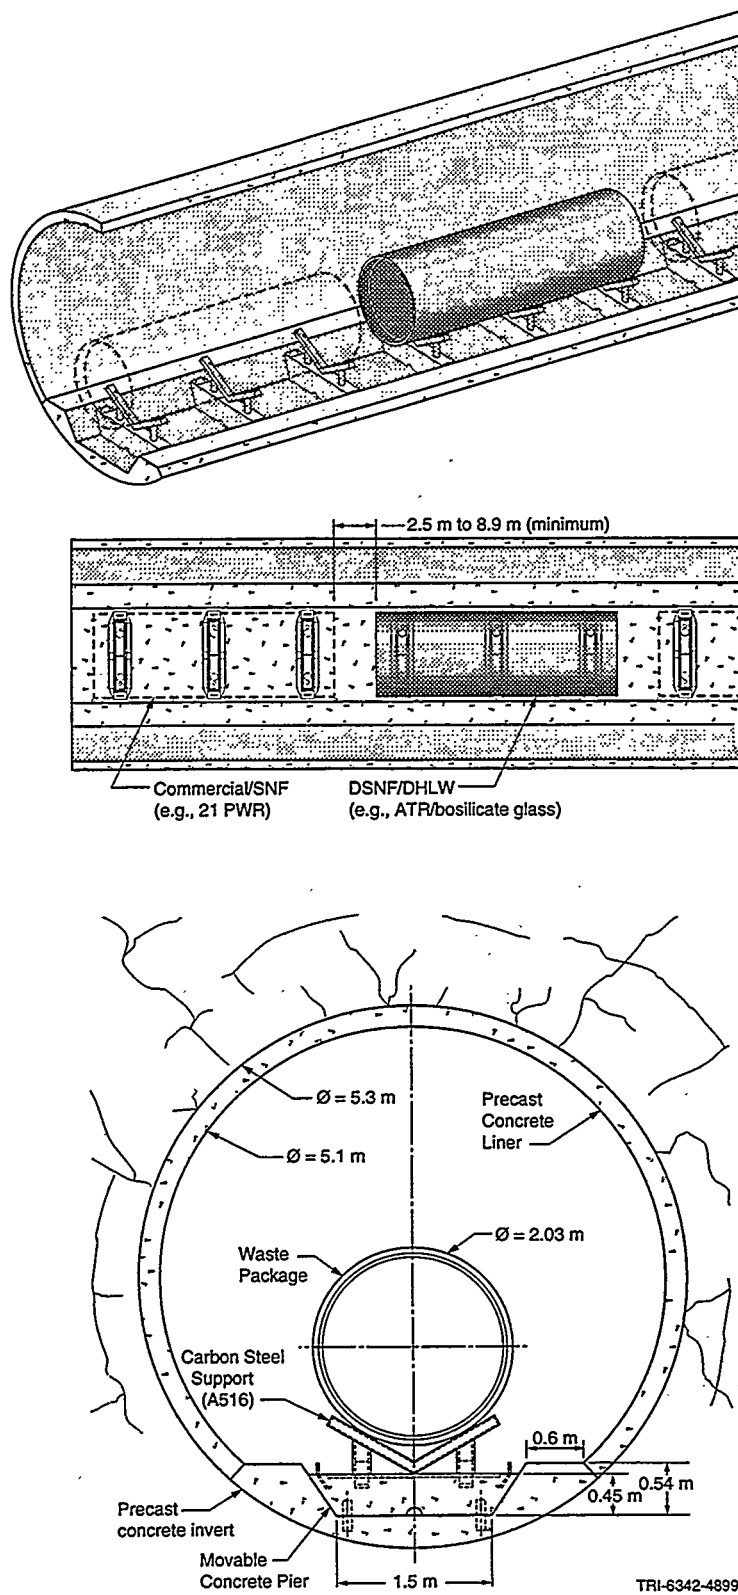 2.5 m to 8.9 m (minimum)
Commercial/SNF
(e.g., 21 PWR)
DSNF/DHLW
(e.g., ATR/bosilicate glass)
Ø = 5.3 m
Ø = 5.1 m
Precast
Concrete
Liner
Ø = 2.03 m
Waste
Package
Carbon Steel
Support
(A516)
0.6 m
0.54 m
0.45 m
Precast
concrete invert
Movable
Concrete Pier
1.5 m
TRI-6342-4899